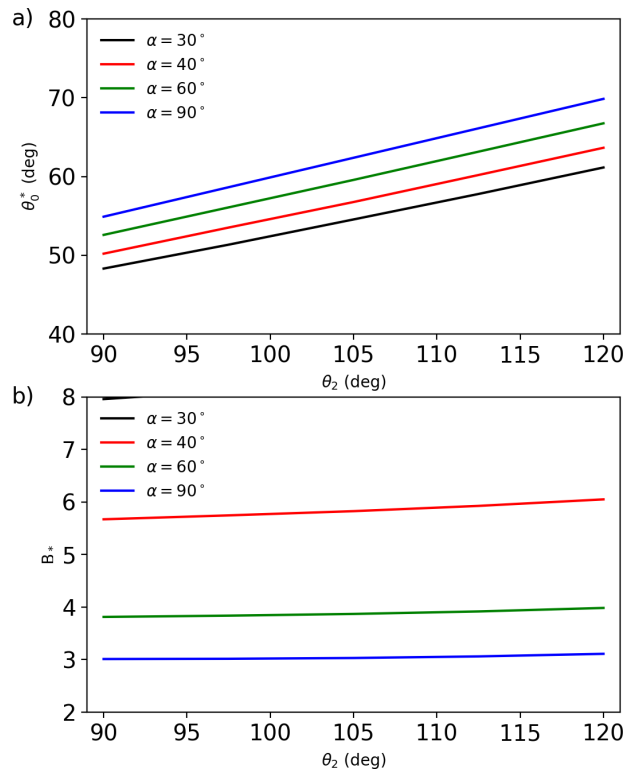 a)
80
70
60
50
40
θ₀* (deg)
α = 30°
α = 40°
α = 60°
α = 90°
90 95 100 105 110 115 120
θ₂ (deg)
b)
8
7
6
5
4
3
2
B*
α = 30°
α = 40°
α = 60°
α = 90°
90 95 100 105 110 115 120
θ₂ (deg)